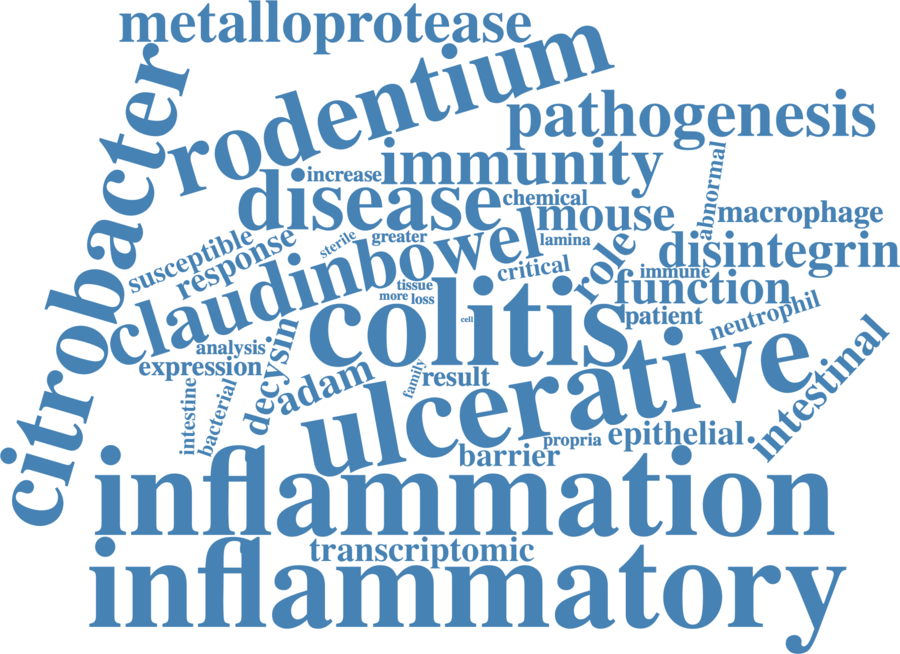 metalloprotease
rodentium
citrobacter
pathogenesis
immunity
increase
disease
chemical
mouse
abnormal
macrophage
susceptible
response
sterile
greater
bowel
lamina
role
disintegrin
claudin
tissue
critical
immune
function
more
loss
colitis
cell
patient
neutrophil
analysis
expression
decysin
adam
family
result
ulcerative
intestinal
intestine
bacterial
propria
epithelial
barrier
inflammation
transcriptomic
inflammatory